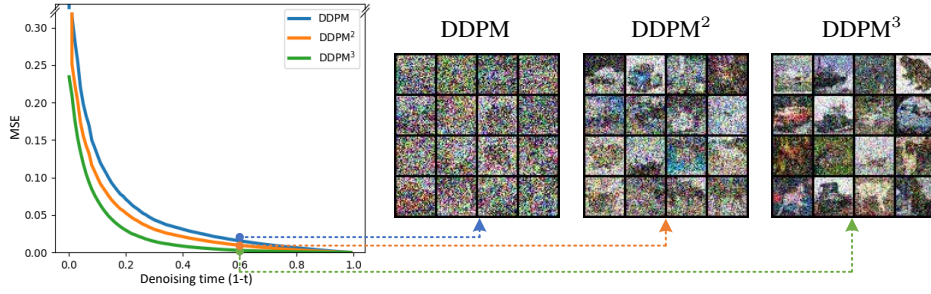 DDPM
DDPM²
DDPM³
0.30
0.25
0.20
0.15
0.10
0.05
0.00
MSE
0.0 0.2 0.4 0.6 0.8 1.0
Denoising time (1-t)
DDPM DDPM² DDPM³